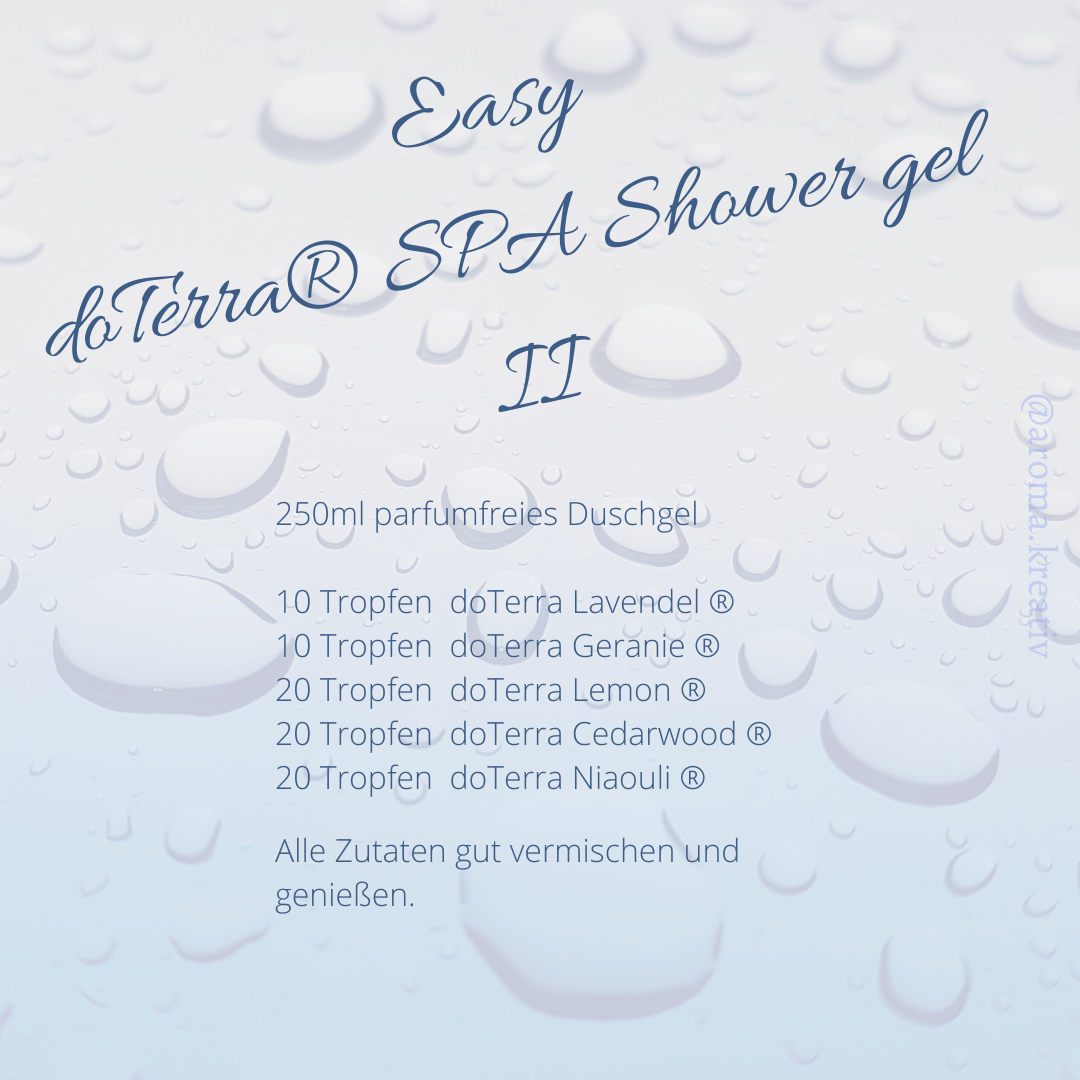 Easy
doTerra® SPA Shower gel
II
250ml parfumfreies Duschgel
10 Tropfen  doTerra Lavendel ®
10 Tropfen  doTerra Geranie ®
20 Tropfen  doTerra Lemon ®
20 Tropfen  doTerra Cedarwood ®
20 Tropfen  doTerra Niaouli ®
Alle Zutaten gut vermischen und
genießen.
@aroma.kreativ